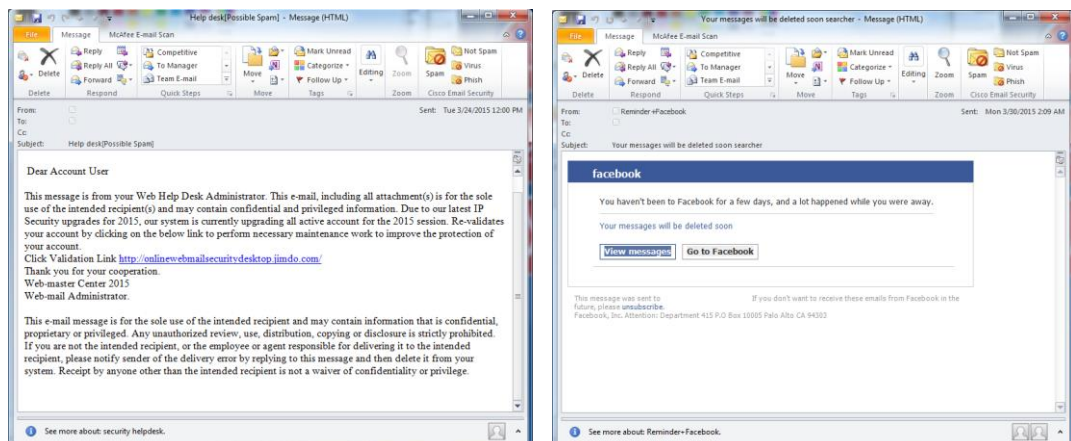 Help desk[Possible Spam] - Message (HTML)
File Message McAfee E-mail Scan
Delete
Reply
Reply All
Forward
Competitive
To Manager
Team E-mail
Move
Mark Unread
Categorize
Follow Up
Editing
Zoom
Spam
Not Spam
Virus
Phish
Delete Respond Quick Steps Move Tags Zoom Cisco Email Security
From: Sent: Tue 3/24/2015 12:00 PM
To:
Cc:
Subject: Help desk[Possible Spam]
Dear Account User
This message is from your Web Help Desk Administrator. This e-mail, including all attachment(s) is for the sole
use of the intended recipient(s) and may contain confidential and privileged information. Due to our latest IP
Security upgrades for 2015, our system is currently upgrading all active account for the 2015 session. Re-validates
your account by clicking on the below link to perform necessary maintenance work to improve the protection of
your account.
Click Validation Link http://onlinewebmailsecuritydesktop.jimdo.com/
Thank you for your cooperation.
Web-master Center 2015
Web-mail Administrator.
This e-mail message is for the sole use of the intended recipient and may contain information that is confidential,
proprietary or privileged. Any unauthorized review, use, distribution, copying or disclosure is strictly prohibited.
If you are not the intended recipient, or the employee or agent responsible for delivering it to the intended
recipient, please notify sender of the delivery error by replying to this message and then delete it from your
system. Receipt by anyone other than the intended recipient is not a waiver of confidentiality or privilege.
See more about: security helpdesk.
Your messages will be deleted soon searcher - Message (HTML)
File Message McAfee E-mail Scan
Delete
Reply
Reply All
Forward
Competitive
To Manager
Team E-mail
Move
Mark Unread
Categorize
Follow Up
Editing
Zoom
Spam
Not Spam
Virus
Phish
Delete Respond Quick Steps Move Tags Zoom Cisco Email Security
From: Reminder+Facebook Sent: Mon 3/30/2015 2:09 AM
To:
Cc:
Subject: Your messages will be deleted soon searcher
facebook
You haven't been to Facebook for a few days, and a lot happened while you were away.
Your messages will be deleted soon
View messages Go to Facebook
This message was sent to If you don't want to receive these emails from Facebook in the
future, please unsubscribe.
Facebook, Inc. Attention: Department 415 P.O Box 10005 Palo Alto CA 94303
See more about: Reminder+Facebook.